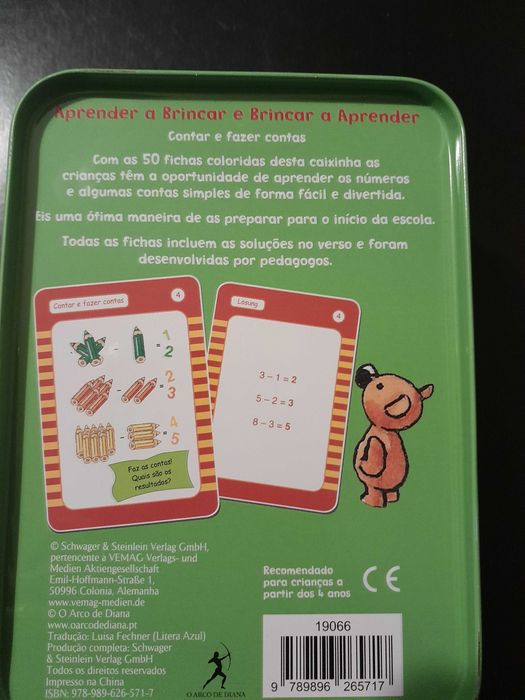 Aprender a Brincar e Brincar a Aprender
Contar e fazer contas
Com as 50 fichas coloridas desta caixinha as
crianças têm a oportunidade de aprender os números
e algumas contas simples de forma fácil e divertida.
Eis uma ótima maneira de as preparar para o início da escola.
Todas as fichas incluem as soluções no verso e foram
desenvolvidas por pedagogos.
Contar e fazer contas
4
- = 1
2
- = 2
3
- = 4
5
Faz as contas!
Quais são os
resultados?
Lösung
4
3 – 1 = 2
5 – 2 = 3
8 – 3 = 5
© Schwager & Steinlein Verlag GmbH,
pertencente à VEMAG Verlags- und
Medien Aktiengesellschaft
Emil-Hoffmann-Straße 1,
50996 Colonia, Alemanha
www.vemag-medien.de
© O Arco de Diana
www.oarcodediana.pt
Tradução: Luisa Fechner (Litera Azul)
Produção completa: Schwager
& Steinlein Verlag GmbH
Todos os direitos reservados
Impresso na China
ISBN: 978-989-626-571-7
O ARCO DE DIANA
Recomendado
para crianças a
partir dos 4 anos
CE
19066
9 789896 265717